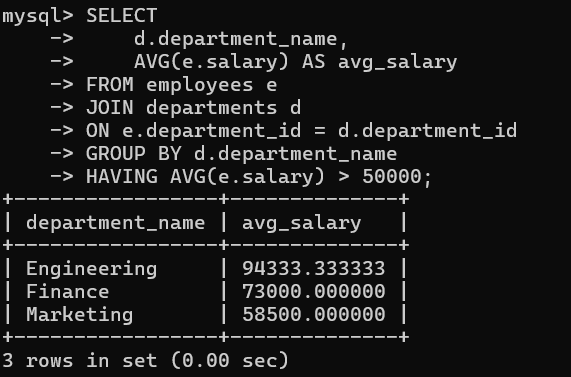 mysql> SELECT
    ->     d.department_name,
    ->     AVG(e.salary) AS avg_salary
    -> FROM employees e
    -> JOIN departments d
    -> ON e.department_id = d.department_id
    -> GROUP BY d.department_name
    -> HAVING AVG(e.salary) > 50000;
+-----------------+--------------+
| department_name | avg_salary   |
+-----------------+--------------+
| Engineering     | 94333.333333 |
| Finance         | 73000.000000 |
| Marketing       | 58500.000000 |
+-----------------+--------------+
3 rows in set (0.00 sec)